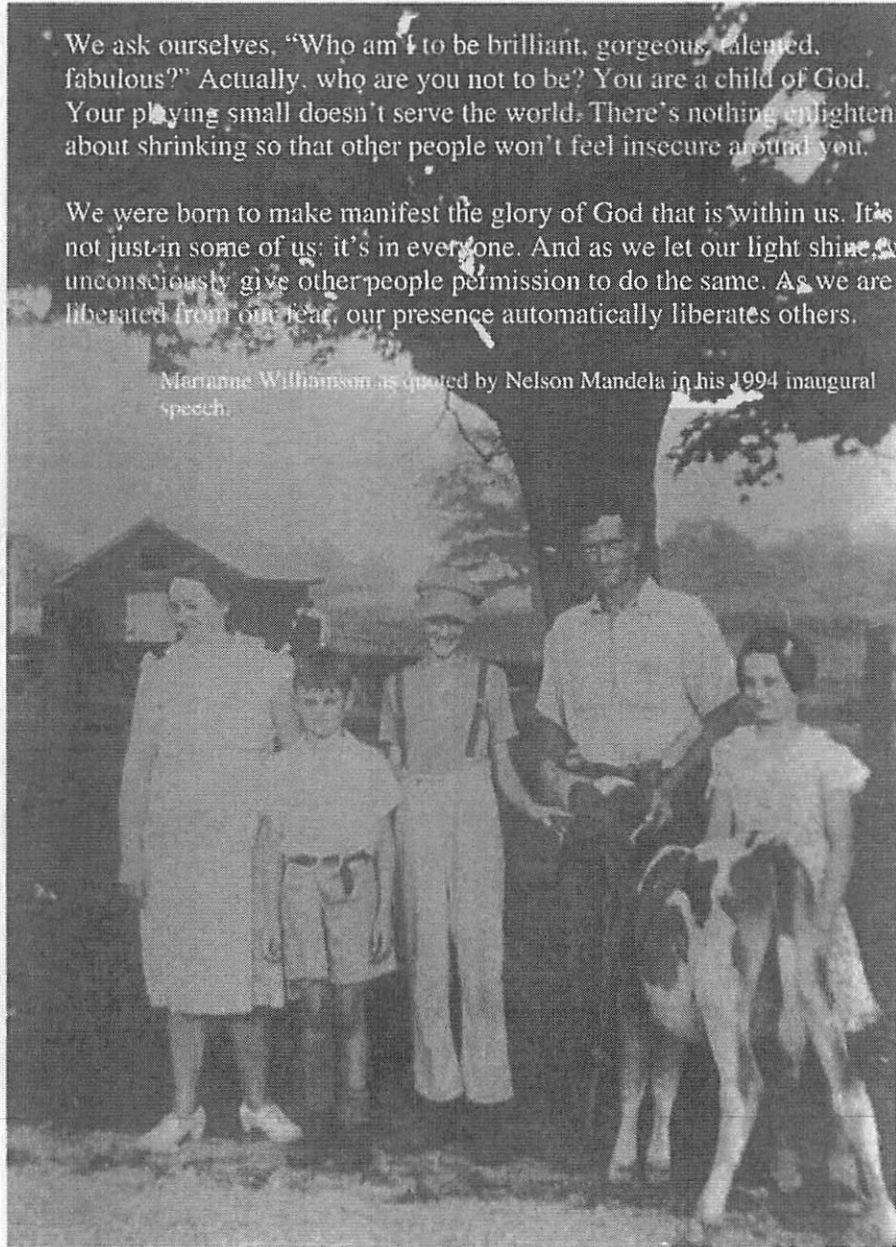 We ask ourselves, “Who am I to be brilliant, gorgeous, talented,
fabulous?” Actually, who are you not to be? You are a child of God.
Your playing small doesn't serve the world. There's nothing enlighten
about shrinking so that other people won't feel insecure around you.
We were born to make manifest the glory of God that is within us. It's
not just in some of us; it's in everyone. And as we let our light shine,
unconsciously give other people permission to do the same. As we are
liberated from our fear, our presence automatically liberates others.
Marianne Williamson as quoted by Nelson Mandela in his 1994 inaugural
speech.